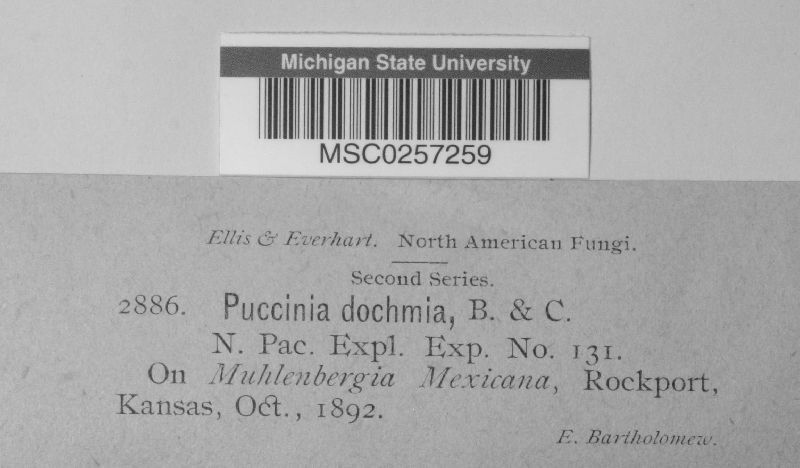 Michigan State University
MSC0257259
Ellis & Everhart. North American Fungi.
Second Series.
2886. Puccinia dochmia, B. & C.
N. Pac. Expl. Exp. No. 131.
On Muhlenbergia Mexicana, Rockport,
Kansas, Oct., 1892.
E. Bartholomew.